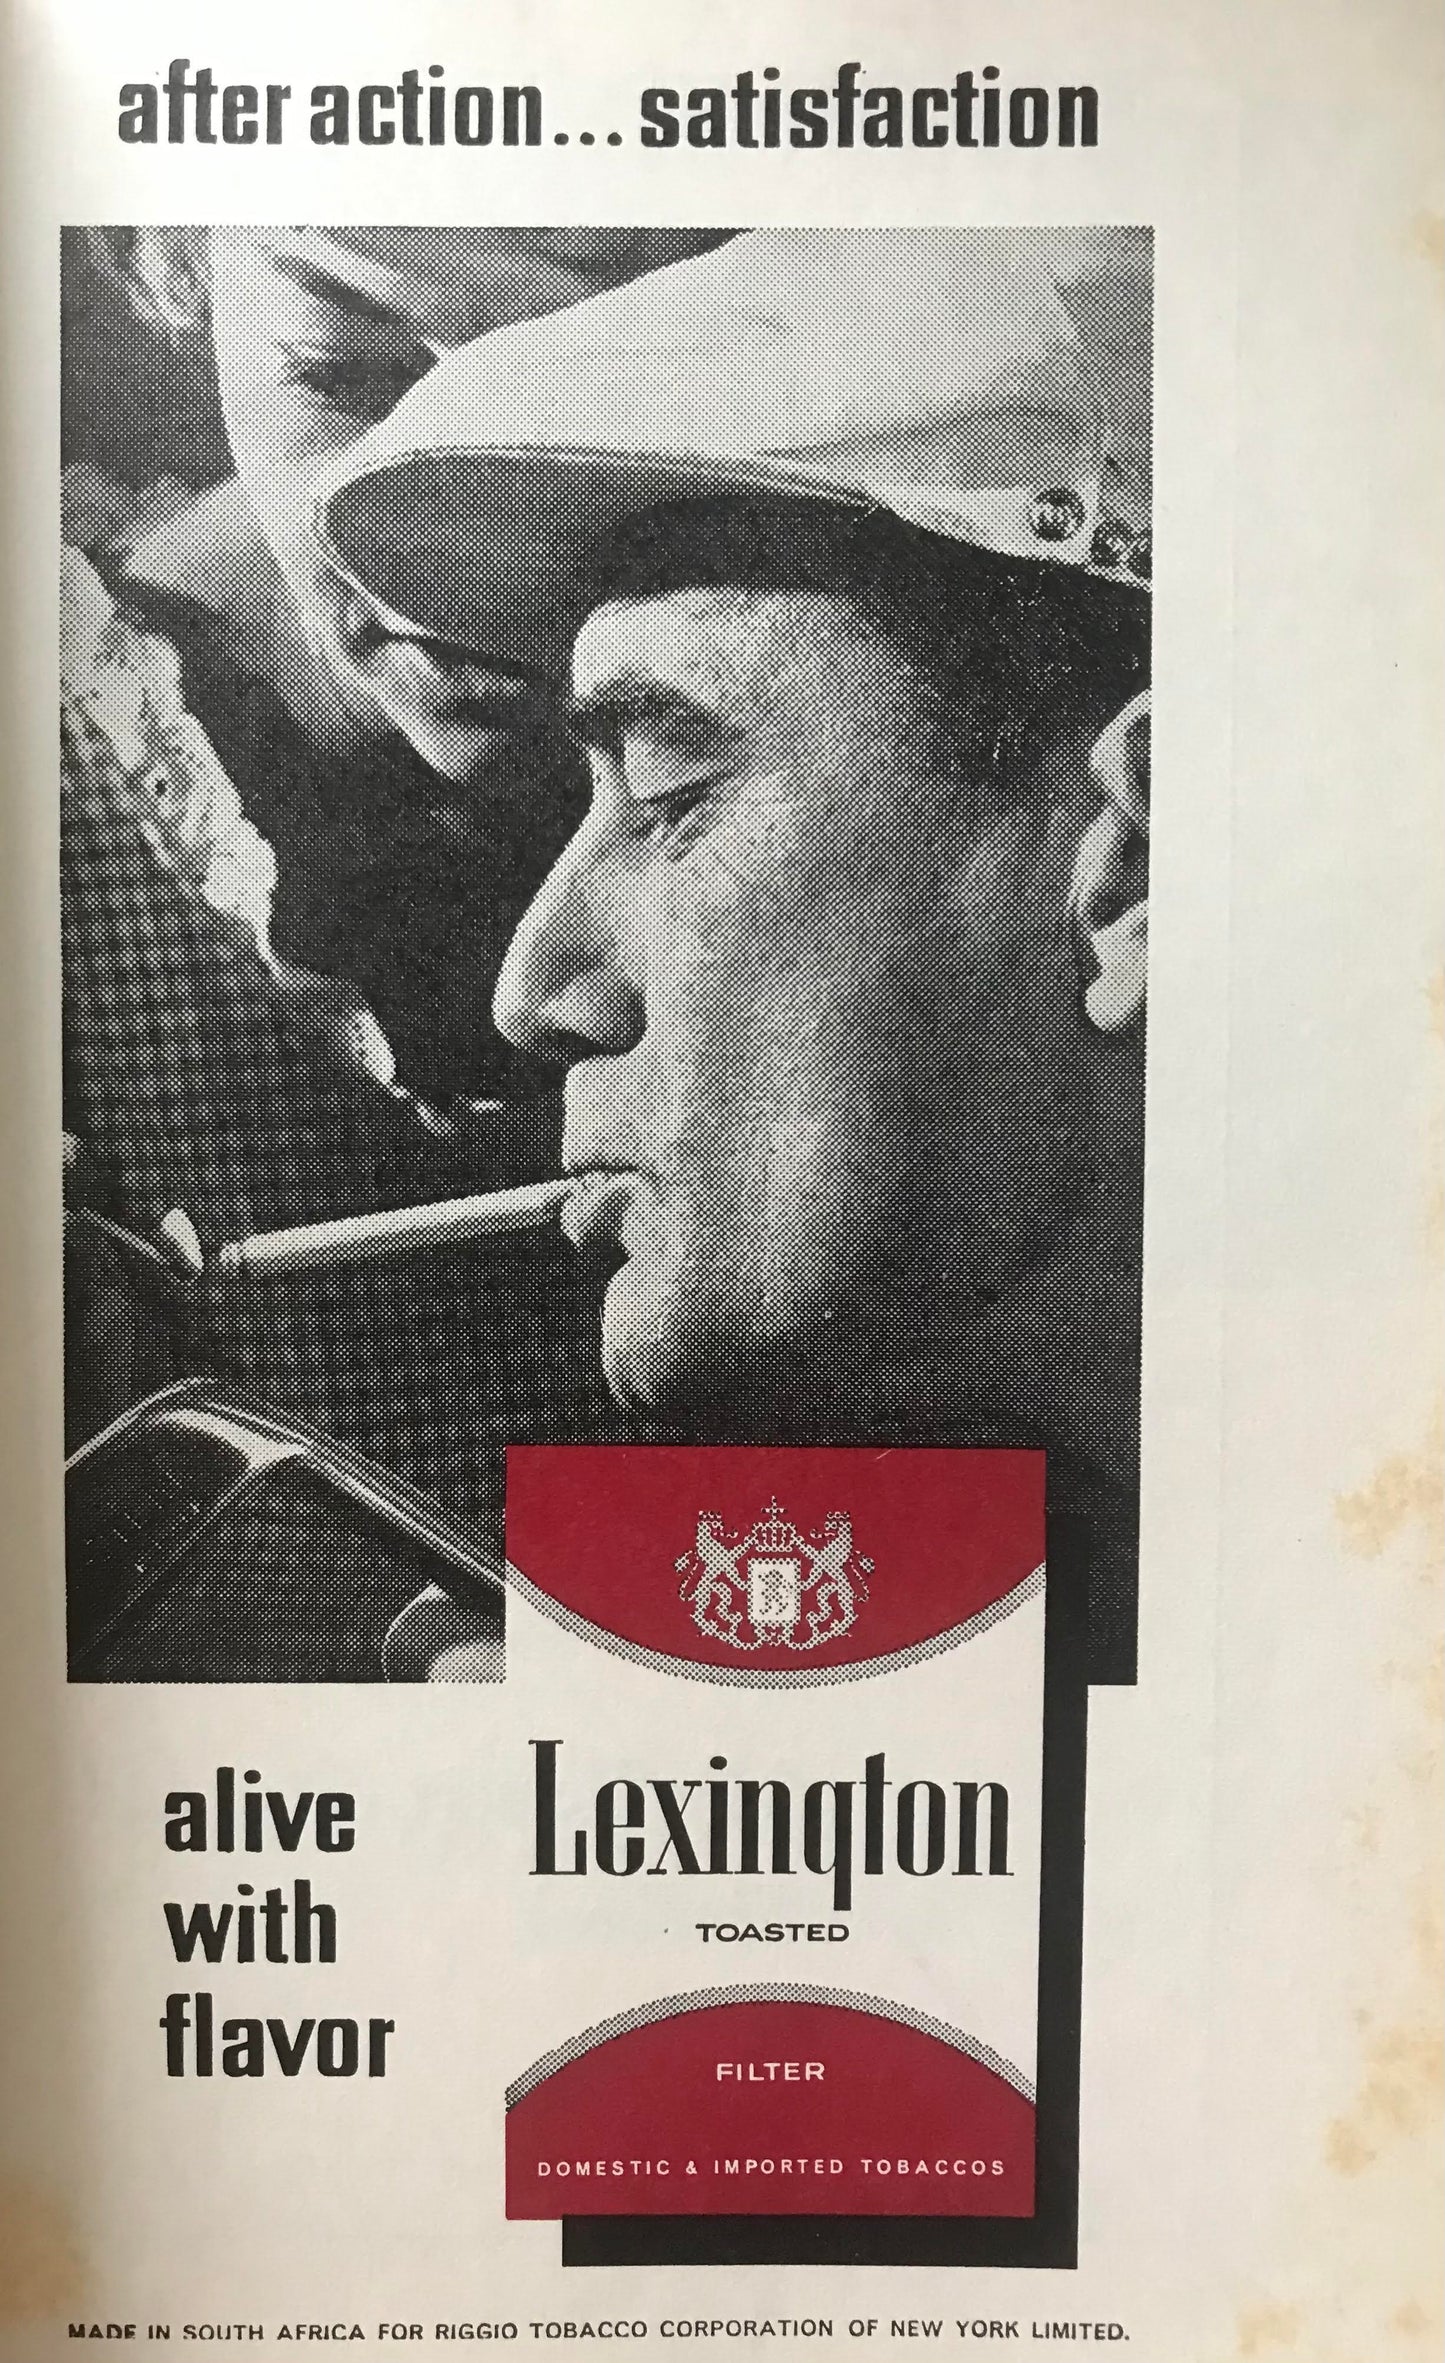 after action... satisfaction
alive
with
flavor
Lexington
TOASTED
FILTER
DOMESTIC & IMPORTED TOBACCOS
MADE IN SOUTH AFRICA FOR RIGGIO TOBACCO CORPORATION OF NEW YORK LIMITED.